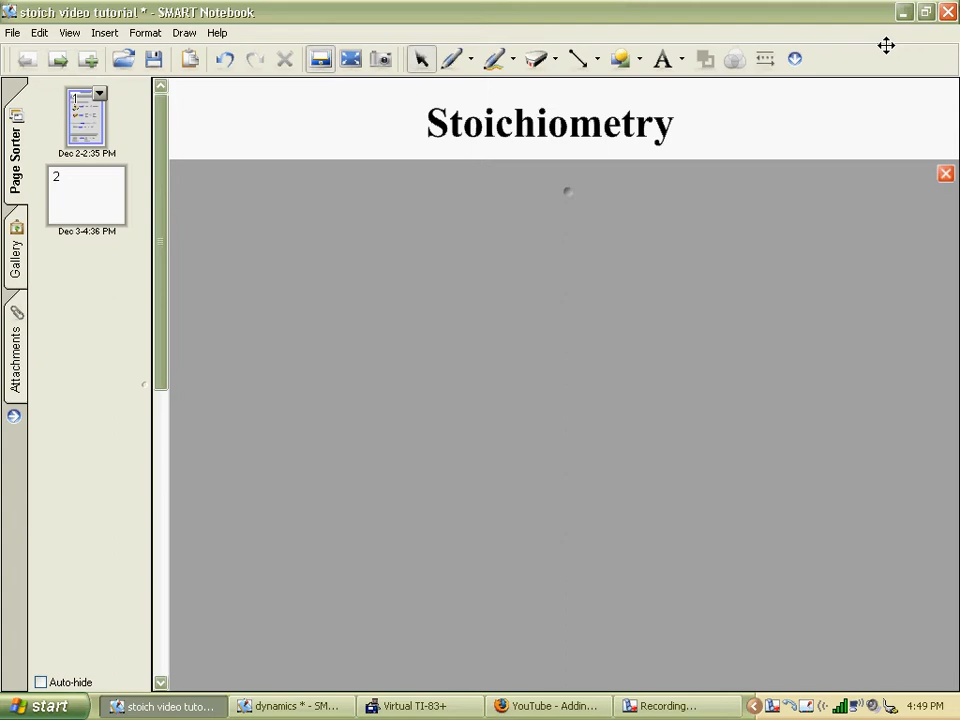 stoich video tutorial * - SMART Notebook
File Edit View Insert Format Draw Help
Page Sorter
Gallery
Attachments
1
Dec 2-2:35 PM
2
Dec 3-4:36 PM
Auto-hide
Stoichiometry
start
stoich video tuto...
dynamics * - SM...
Virtual TI-83+
YouTube - Addin...
Recording...
4:49 PM